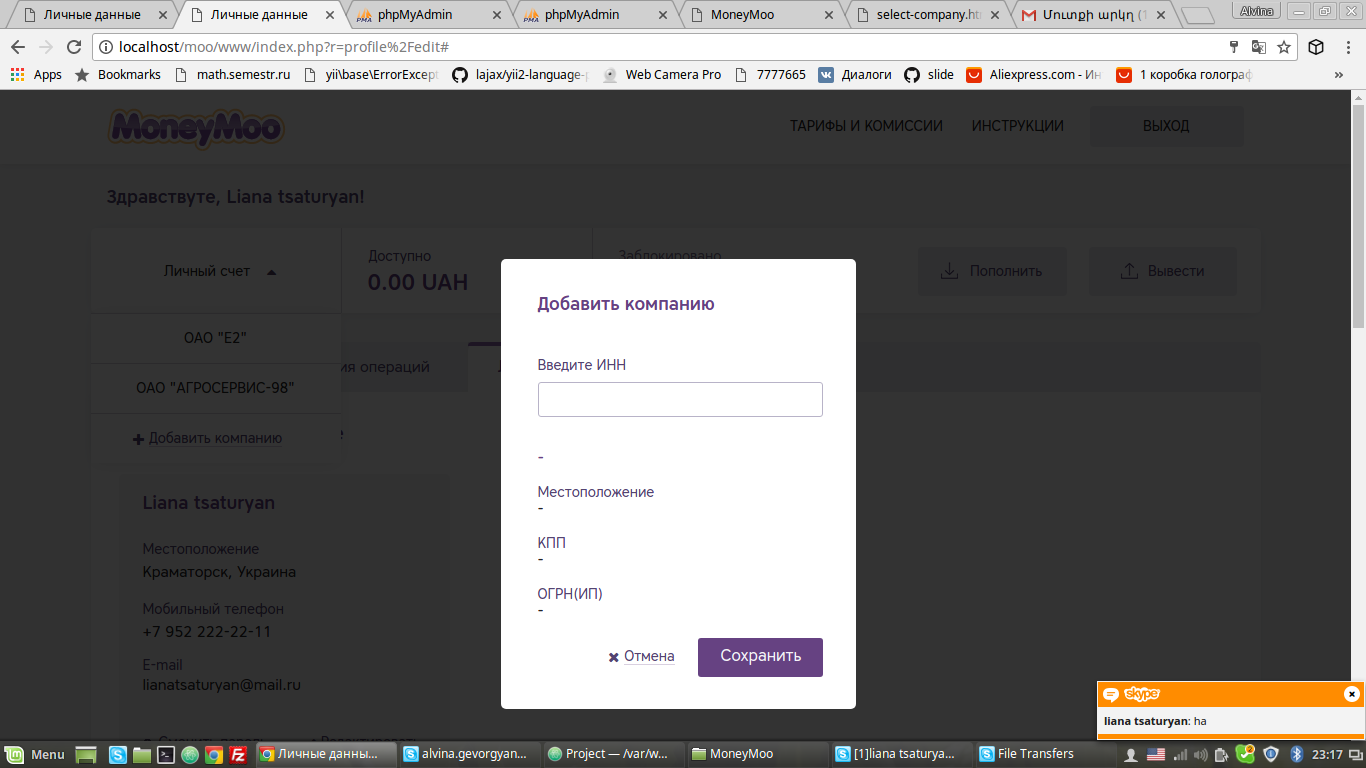 Личные данные
Личные данные
phpMyAdmin
phpMyAdmin
MoneyMoo
select-company.ht
Մուտքի արկղ (1
Alvina
localhost/moo/www/index.php?r=profile%2Fedit#
Apps
Bookmarks
math.semestr.ru
yii\base\ErrorExcept
lajax/yii2-language-
Web Camera Pro
7777665
Диалоги
slide
Aliexpress.com - Ин
1 коробка голограф
»
MoneyMoo
ТАРИФЫ И КОМИССИИ
ИНСТРУКЦИИ
ВЫХОД
Здравствуте, Liana tsaturyan!
Личный счет
Доступно
0.00 UAH
Заблокировано
Пополнить
Вывести
ОАО "Е2"
ОАО "АГРОСЕРВИС-98"
Добавить компанию
ия операций
Liana tsaturyan
Местоположение
Краматорск, Украина
Мобильный телефон
+7 952 222-22-11
E-mail
lianatsaturyan@mail.ru
Добавить компанию
Введите ИНН
-
Местоположение
-
КПП
-
ОГРН(ИП)
-
Отмена
Сохранить
skype
liana tsaturyan: ha
Menu
Личные данны...
alvina.gevorgyan...
Project — /var/w...
MoneyMoo
[1]liana tsaturya...
File Transfers
2
23:17